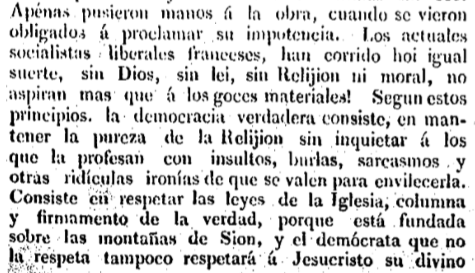 Apénas pusieron manos á la obra, cuando se vieron
obligados á proclamar su impotencia. Los actuales
socialistas liberales franceses, han corrido hoi igual
suerte, sin Dios, sin lei, sin Relijion ni moral, no
aspiran mas que á los goces materiales! Segun estos
principios. la democracia verdadera consiste, en man-
tener la pureza de la Relijion sin inquietar á los
que la profesan con insultos, burlas, sarcasmos y
otras ridículas ironías de que se valen para envilecerla.
Consiste en respetar las leyes de la Iglesia, columna
y firmamento de la verdad, porque está fundada
sobre las montañas de Sion, y el demócrata que no
la respeta tampoco respetará á Jesucristo su divino